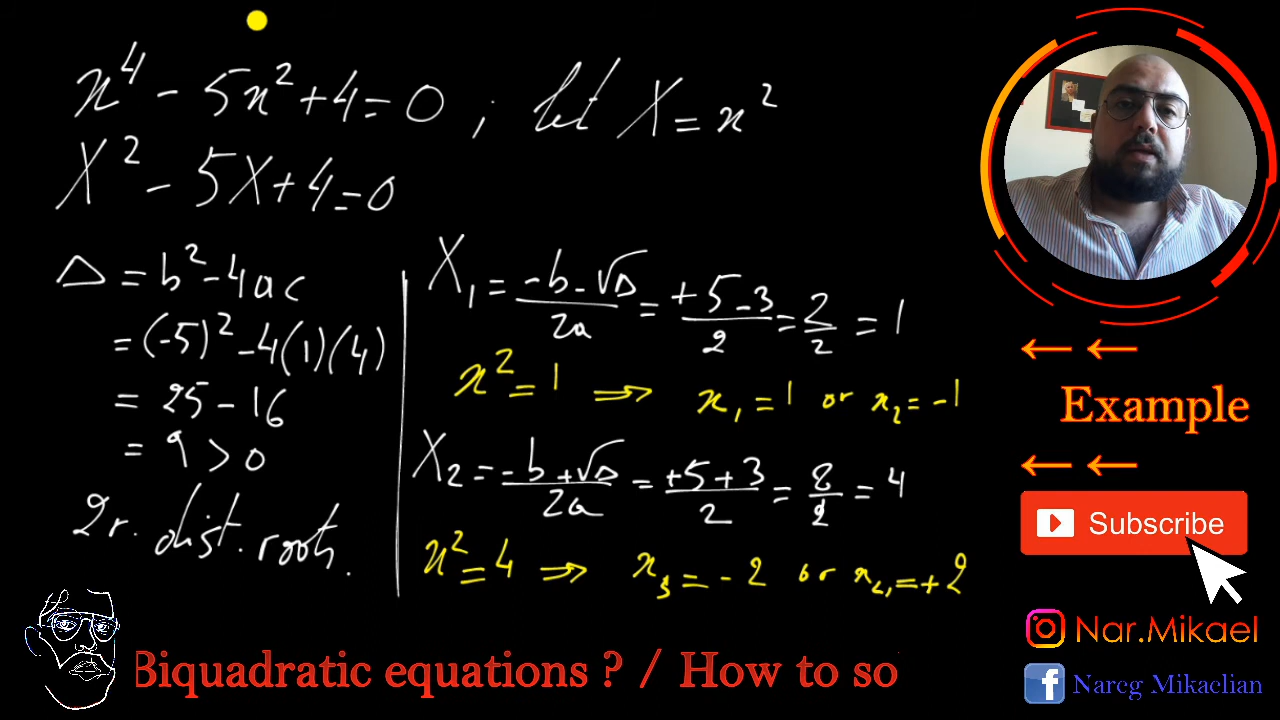 x⁴ - 5x² + 4 = 0 ; let X = x²
X² - 5X + 4 = 0
Δ = b² - 4ac
= (-5)² - 4(1)(4)
= 25 - 16
= 9 > 0
2 r. dist. roots.
X₁ = (-b - √Δ)/2a = (+5 - 3)/2 = 2/2 = 1
x² = 1 ⇒ x₁ = 1 or x₂ = -1
X₂ = (-b + √Δ)/2a = (+5 + 3)/2 = 8/2 = 4
x² = 4 ⇒ x₃ = -2 or x₄ = +2
← ←
Example
← ←
Subscribe
Nar.Mikael
Nareg Mikaelian
Biquadratic equations ? / How to so